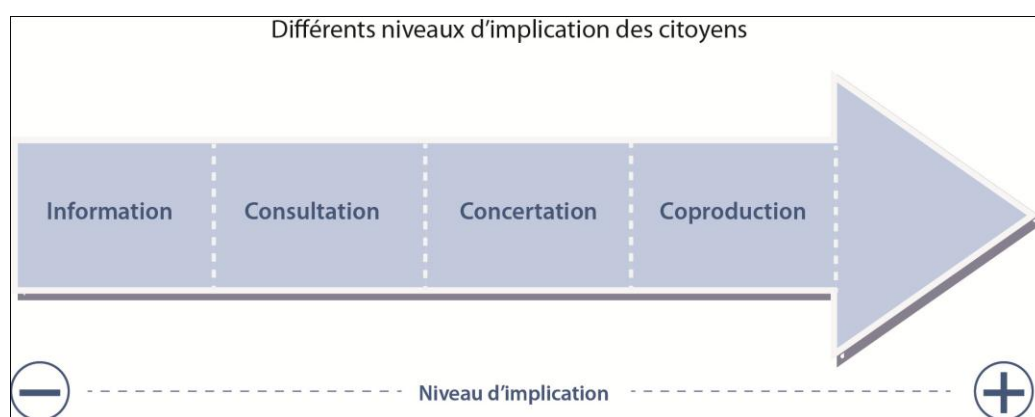 Différents niveaux d'implication des citoyens
Information Consultation Concertation Coproduction
Niveau d'implication